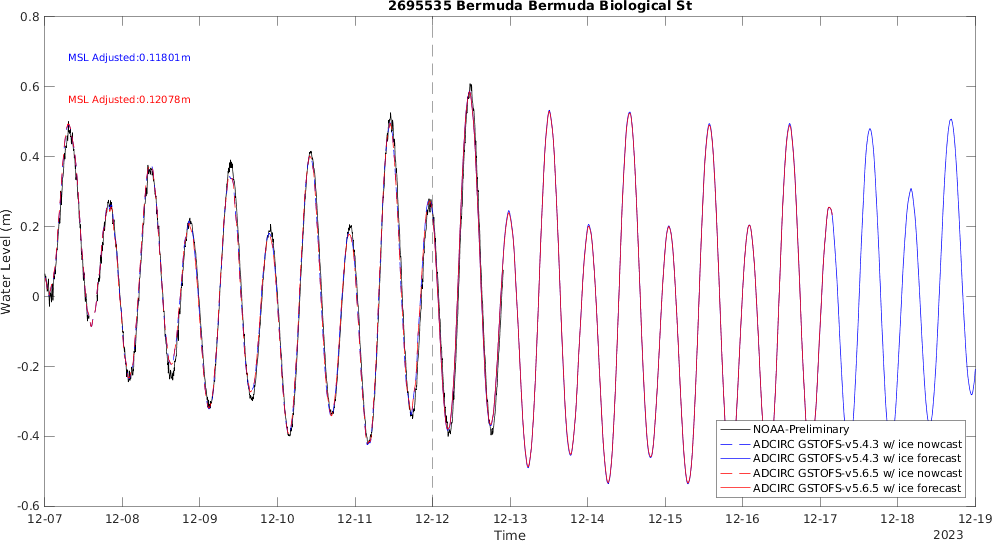 2695535 Bermuda Bermuda Biological St
0.8
0.6
0.4
0.2
0
-0.2
-0.4
-0.6
Water Level (m)
MSL Adjusted:0.11801m
MSL Adjusted:0.12078m
NOAA-Preliminary
ADCIRC GSTOFS-v5.4.3 w/ ice nowcast
ADCIRC GSTOFS-v5.4.3 w/ ice forecast
ADCIRC GSTOFS-v5.6.5 w/ ice nowcast
ADCIRC GSTOFS-v5.6.5 w/ ice forecast
12-07 12-08 12-09 12-10 12-11 12-12 12-13 12-14 12-15 12-16 12-17 12-18 12-19
Time
2023